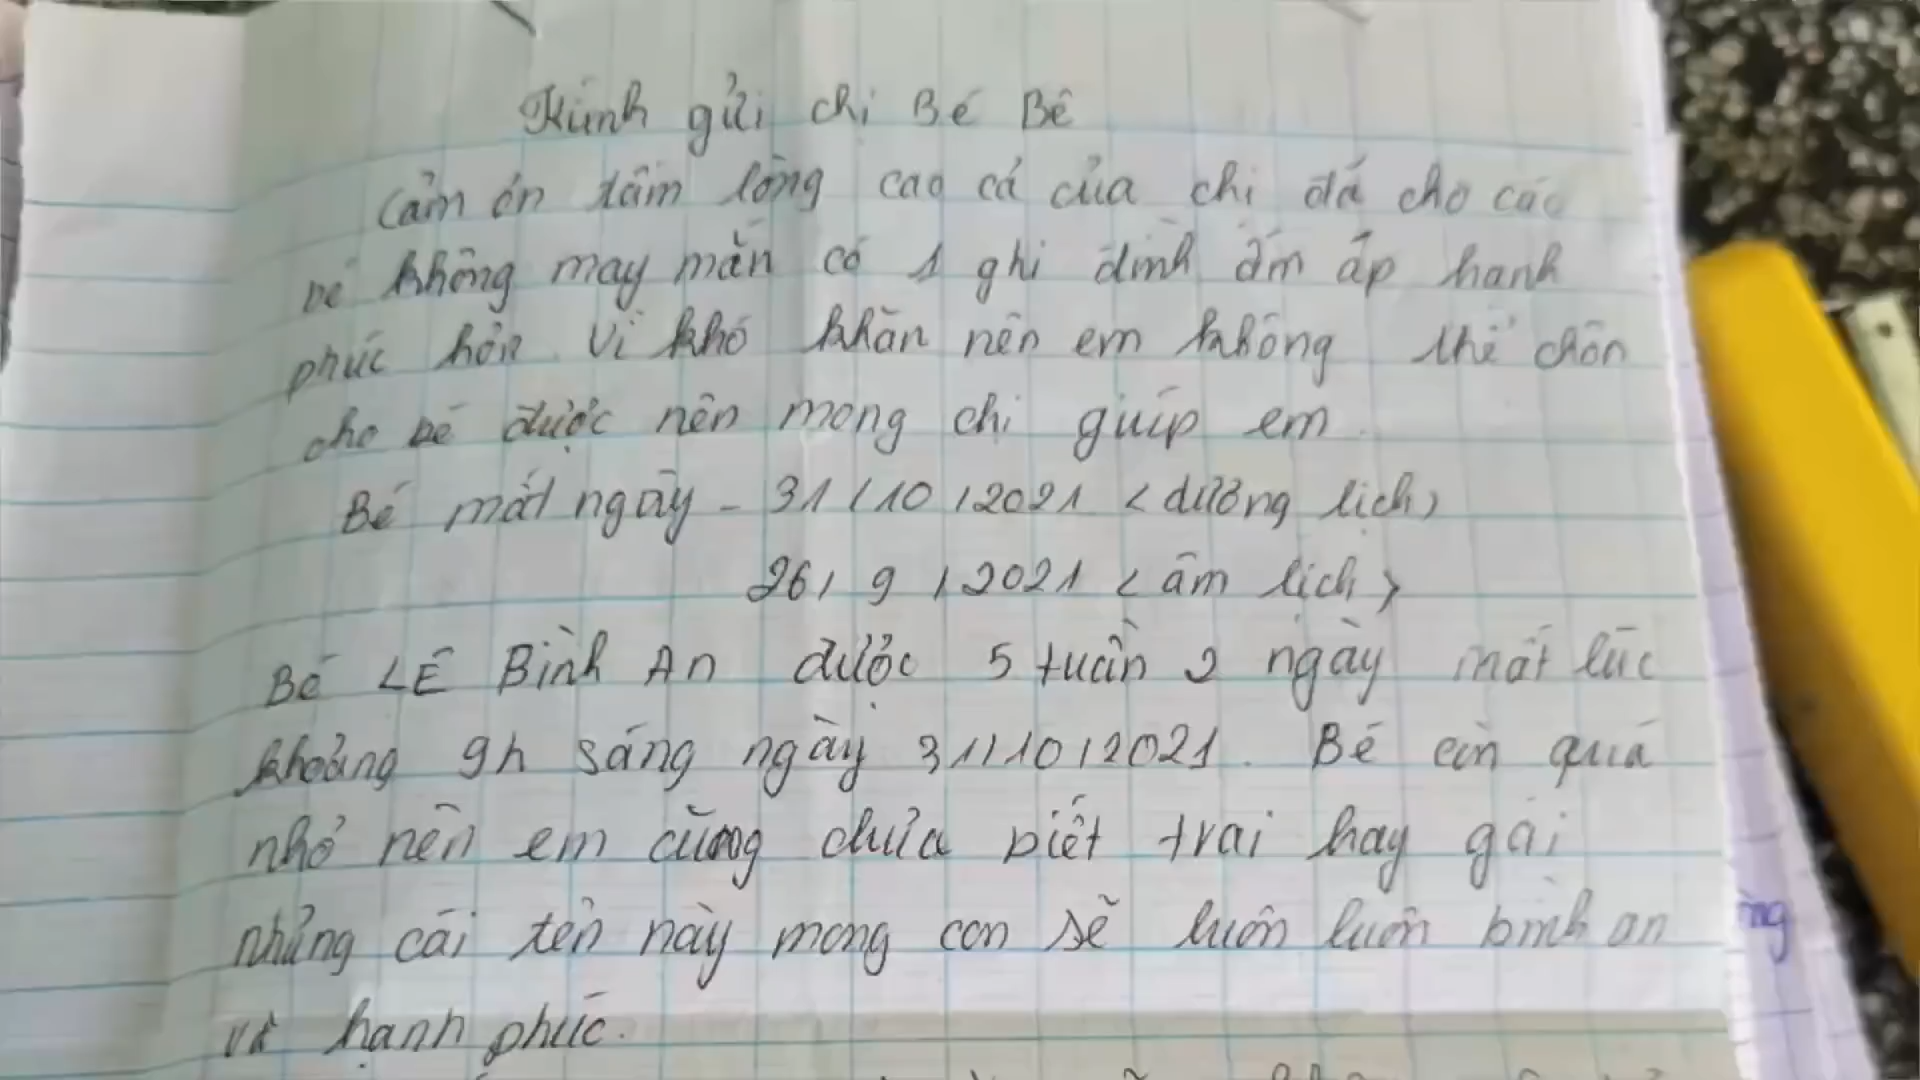 Kính gửi chị Bé Bê
Cảm ơn tấm lòng cao cả của chị đã cho các
bé không may mắn có 1 ghi đình ấm áp hạnh
phúc hơn. Vì khó khăn nên em không thể chôn
cho bé được nên mong chị giúp em.
Bé mất ngày - 31/10/2021 <dương lịch>
26/9/2021 <âm lịch>
Bé LÊ Bình An được 5 tuần 2 ngày mất lúc
khoảng 9h sáng ngày 31/10/2021. Bé còn quá
nhỏ nên em cũng chưa biết trai hay gái
nhưng cái tên này mong con sẽ luôn luôn bình an
và hạnh phúc.